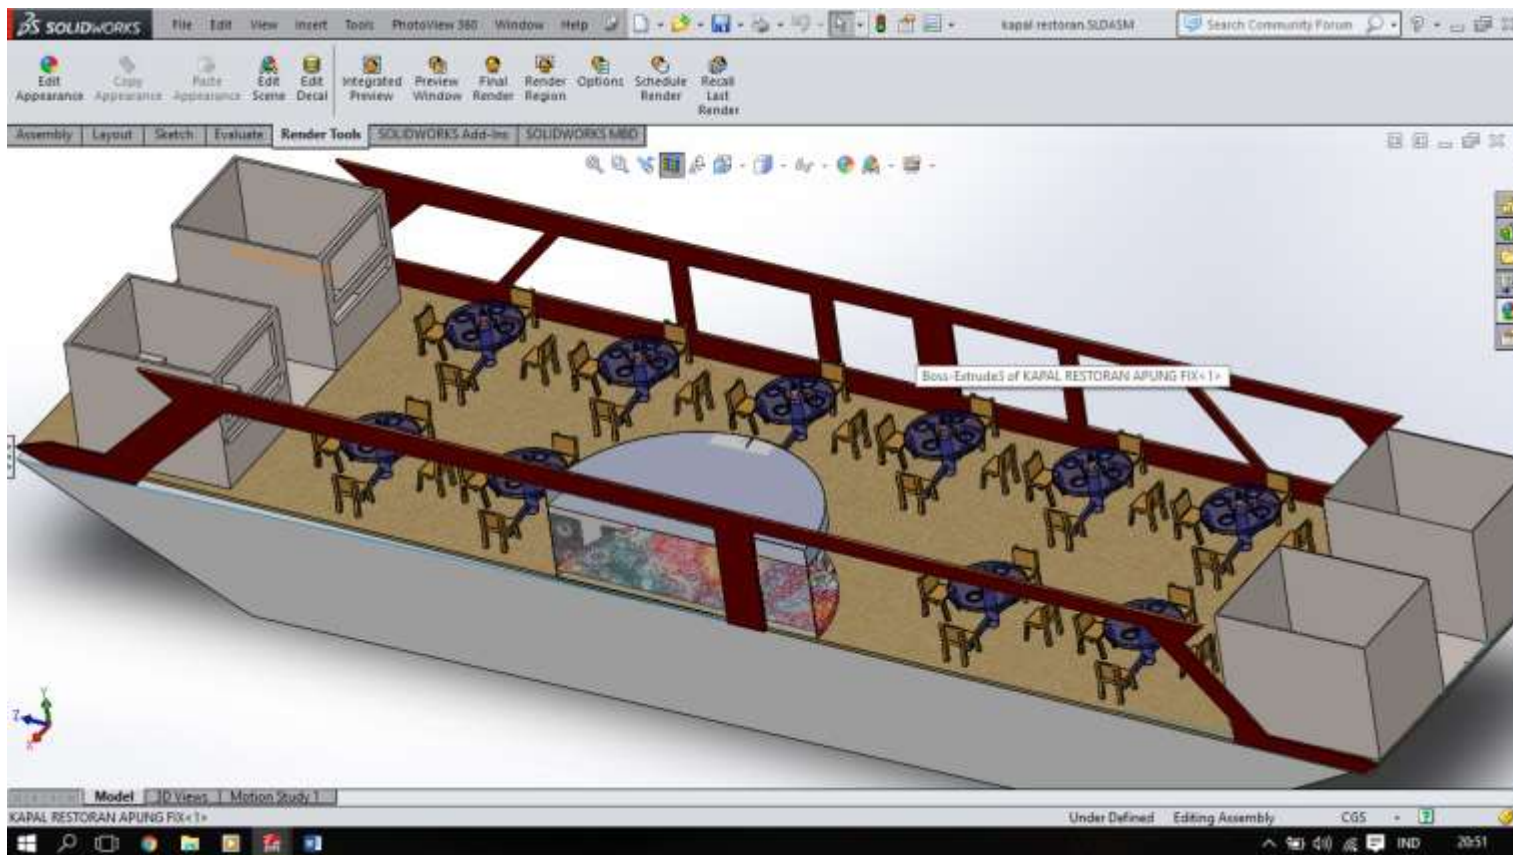 SOLIDWORKS File Edit View Insert Tools PhotoView 360 Window Help kapal restoran.SLDASM Search Community Forum
Edit Appearance
Copy Appearance
Paste Appearance
Edit Scene
Edit Decal
Integrated Preview
Preview Window
Final Render
Render Region
Options
Schedule Render
Recall Last Render
Assembly Layout Sketch Evaluate Render Tools SOLIDWORKS Add-Ins SOLIDWORKS MBD
Boss-Extrude3 of KAPAL RESTORAN APUNG FIX<1>
Y
Z
X
Model 3D Views Motion Study 1
KAPAL RESTORAN APUNG FIX<1> Under Defined Editing Assembly CGS
IND 20:51